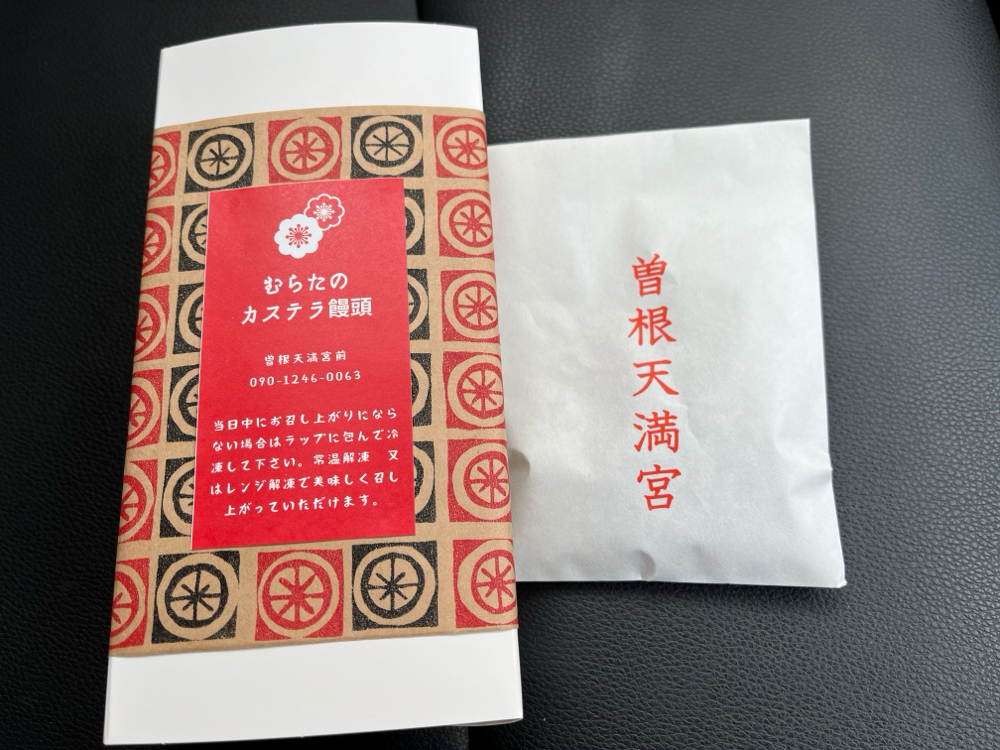 むらたの
カステラ饅頭
曽根天満宮前
090-1246-0063
当日中にお召し上がりになら
ない場合はラップに包んで冷
凍して下さい。常温解凍　又
はレンジ解凍で美味しく召し
上がっていただけます。
曽根天満宮